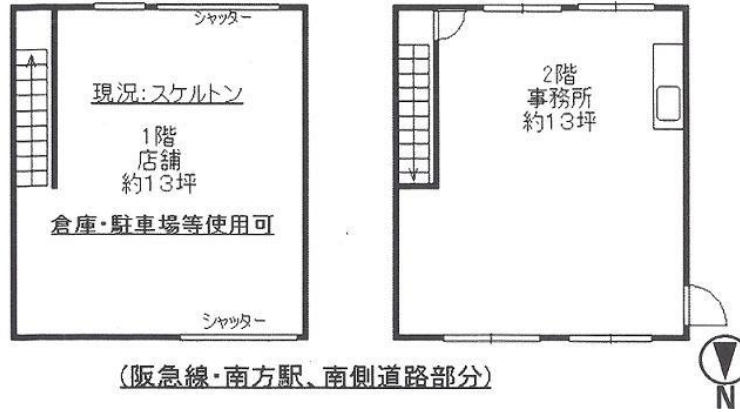 シャッター
現況:スケルトン
1階
店舗
約13坪
倉庫・駐車場等使用可
シャッター
2階
事務所
約13坪
(阪急線・南方駅、南側道路部分)
N